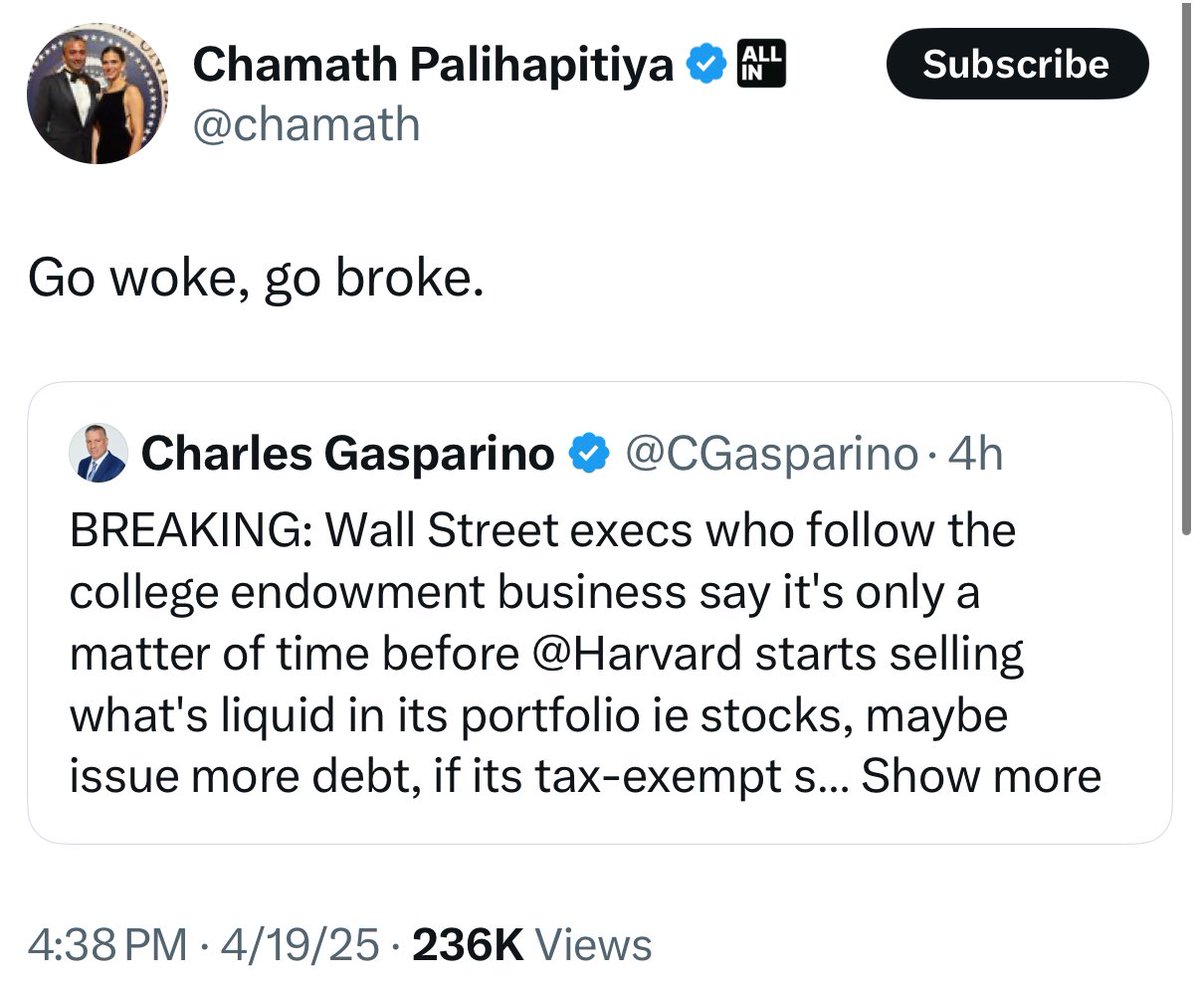 Chamath Palihapitiya ALL IN
Subscribe
@chamath
Go woke, go broke.
Charles Gasparino @CGasparino · 4h
BREAKING: Wall Street execs who follow the
college endowment business say it's only a
matter of time before @Harvard starts selling
what's liquid in its portfolio ie stocks, maybe
issue more debt, if its tax-exempt s... Show more
4:38 PM · 4/19/25 · 236K Views